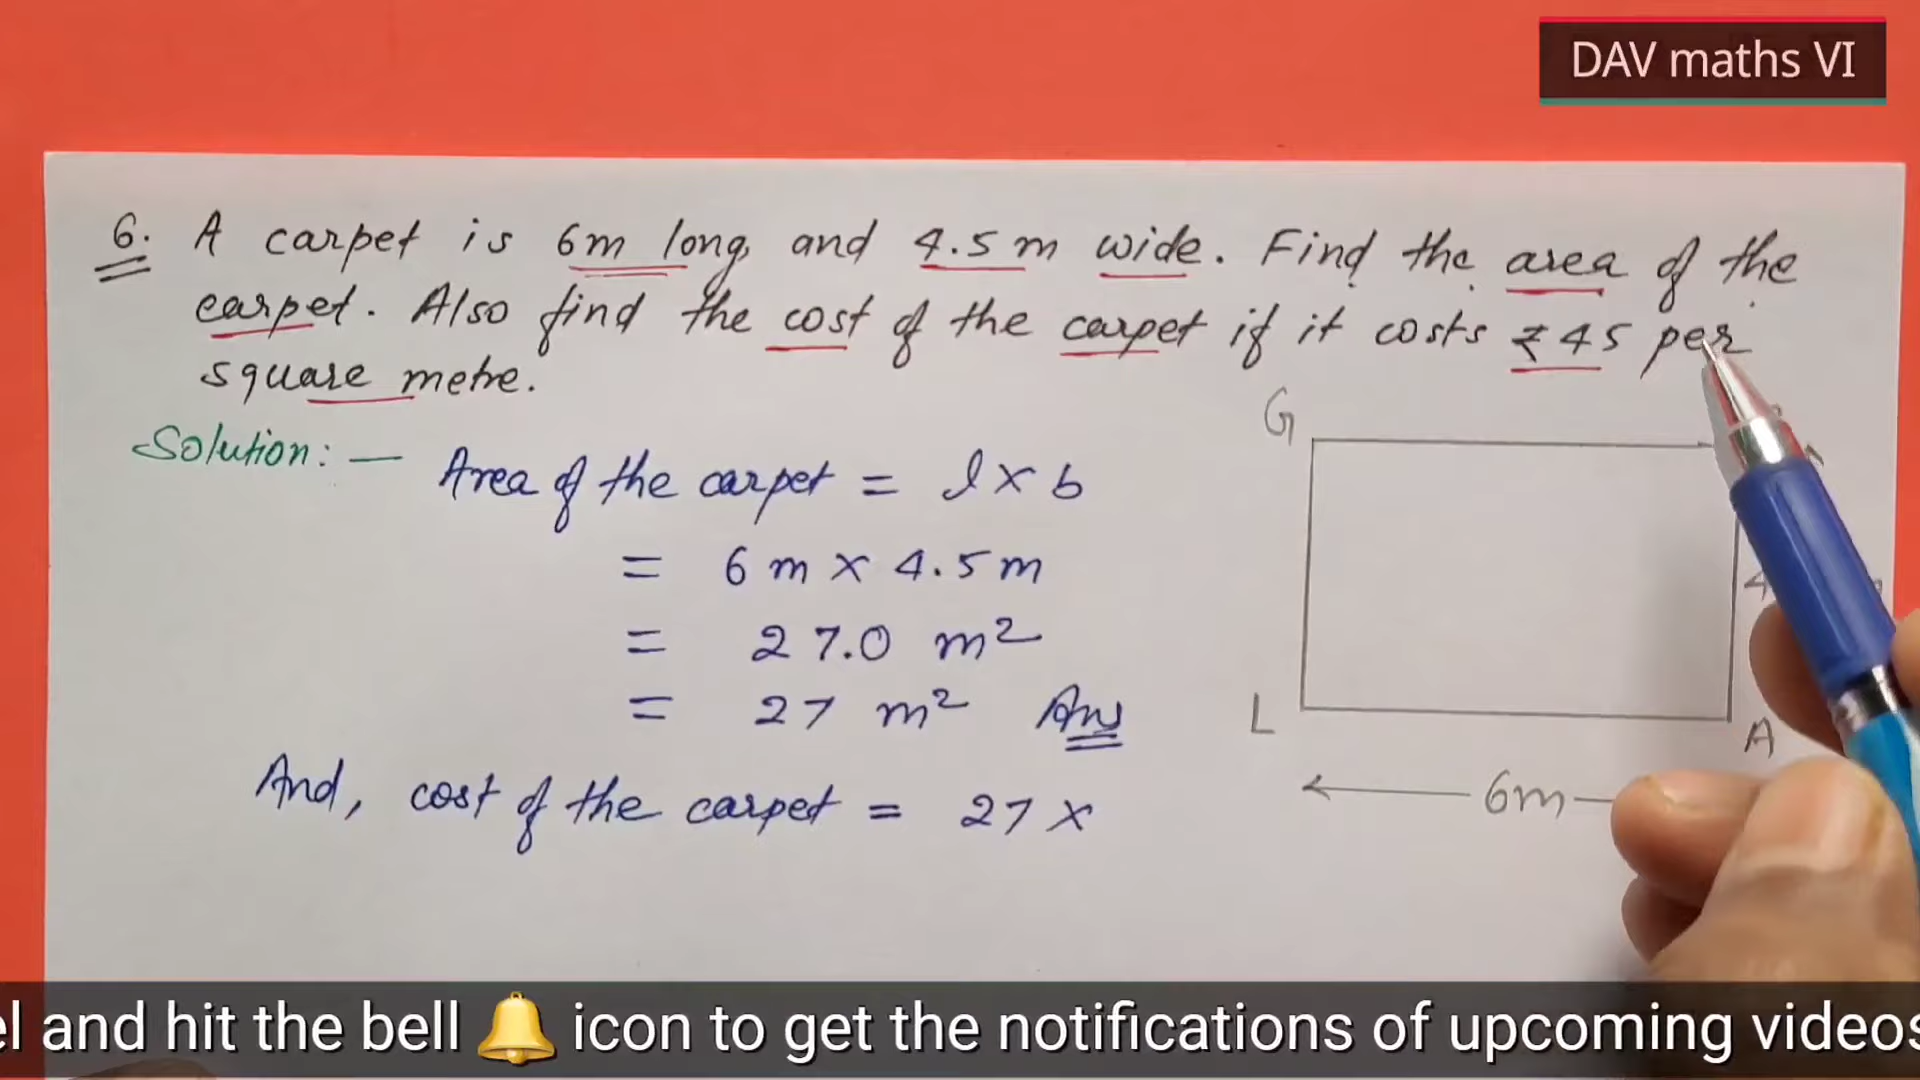 DAV maths VI
6. A carpet is 6m long and 4.5 m wide. Find the area of the
carpet. Also find the cost of the carpet if it costs ₹45 per
square metre.
Solution:—
Area of the carpet = l × b
= 6 m × 4.5 m
= 27.0 m²
= 27 m² Ans
And, cost of the carpet = 27 ×
G
4
L
A
6m
and hit the bell 🔔 icon to get the notifications of upcoming videos